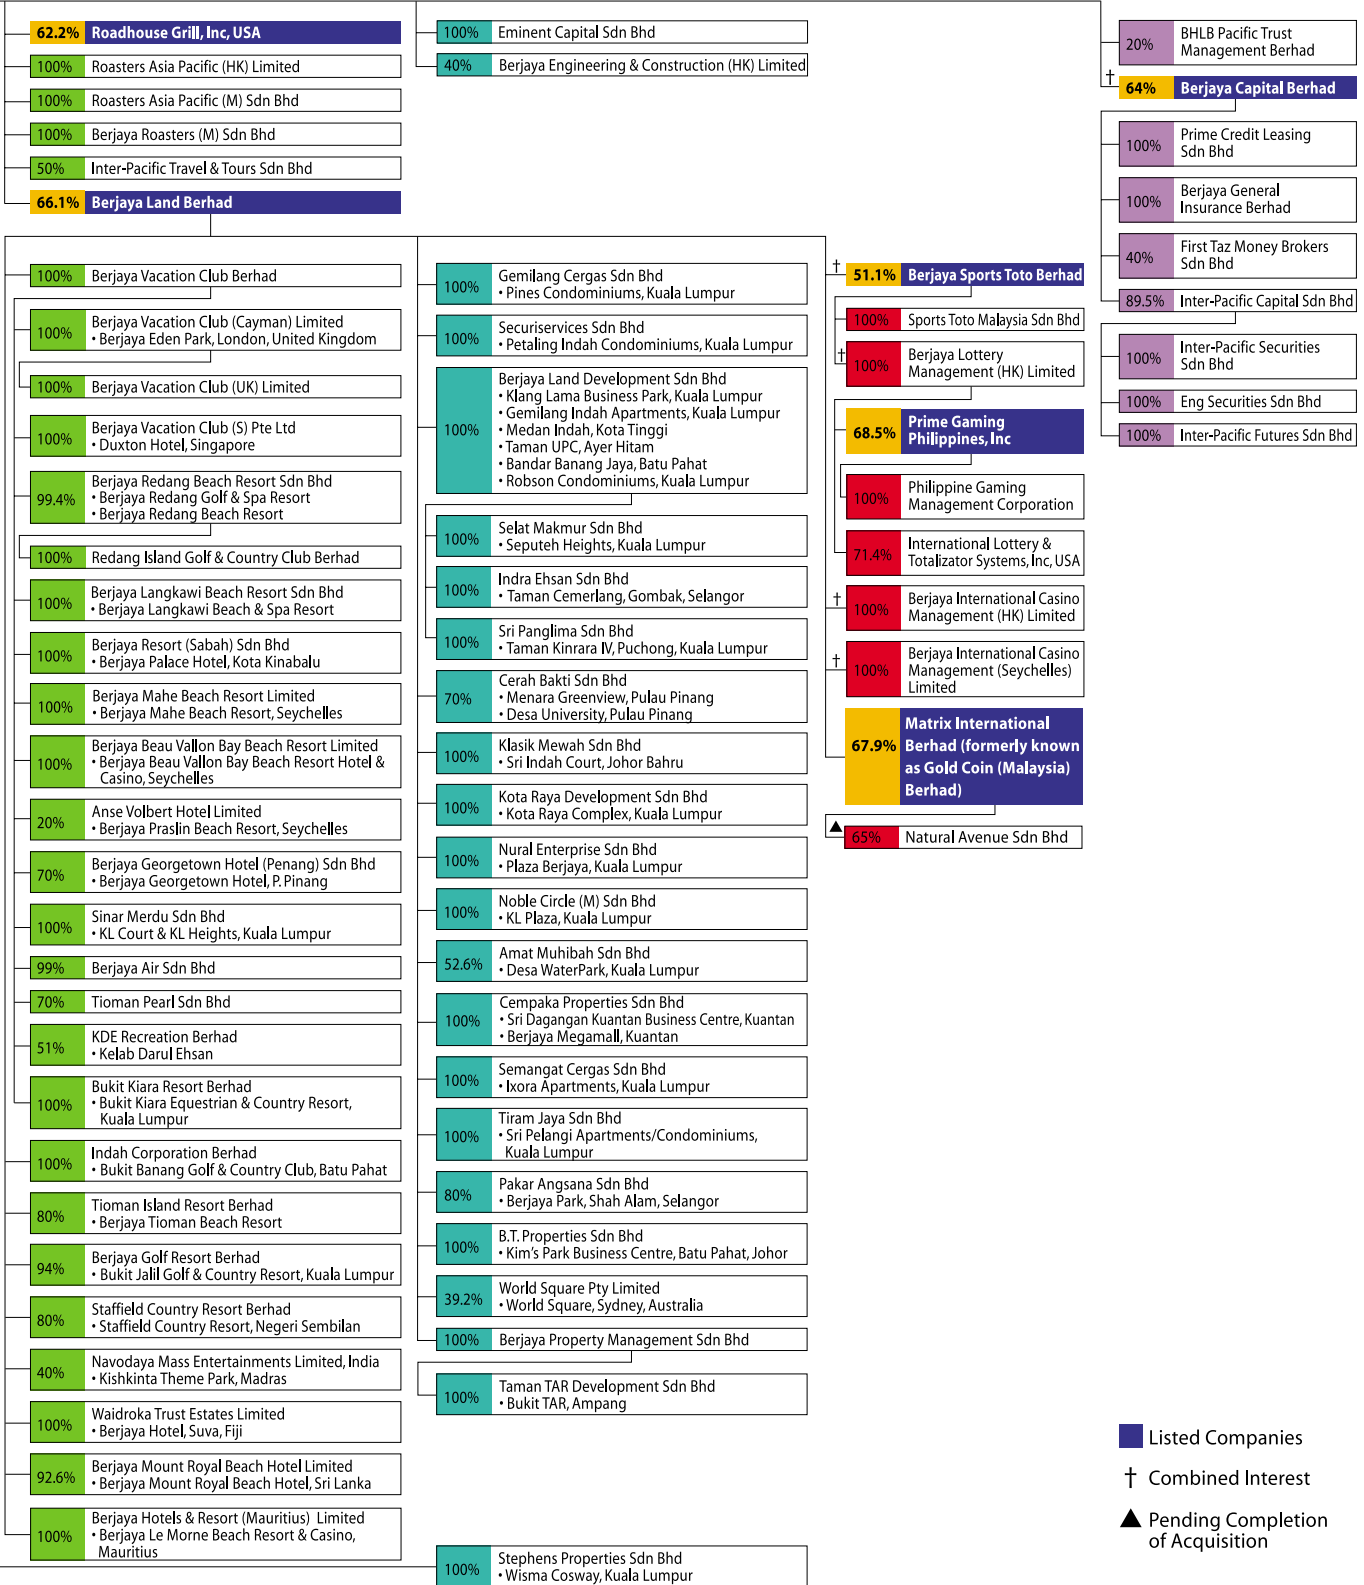 62.2% Roadhouse Grill, Inc, USA
100% Roasters Asia Pacific (HK) Limited
100% Roasters Asia Pacific (M) Sdn Bhd
100% Berjaya Roasters (M) Sdn Bhd
50% Inter-Pacific Travel & Tours Sdn Bhd
66.1% Berjaya Land Berhad
100% Eminent Capital Sdn Bhd
40% Berjaya Engineering & Construction (HK) Limited
20% BHLB Pacific Trust
Management Berhad
† 64% Berjaya Capital Berhad
100% Prime Credit Leasing
Sdn Bhd
100% Berjaya General
Insurance Berhad
40% First Taz Money Brokers
Sdn Bhd
89.5% Inter-Pacific Capital Sdn Bhd
100% Inter-Pacific Securities
Sdn Bhd
100% Eng Securities Sdn Bhd
100% Inter-Pacific Futures Sdn Bhd
100% Berjaya Vacation Club Berhad
100% Berjaya Vacation Club (Cayman) Limited
• Berjaya Eden Park, London, United Kingdom
100% Berjaya Vacation Club (UK) Limited
100% Berjaya Vacation Club (S) Pte Ltd
• Duxton Hotel, Singapore
99.4% Berjaya Redang Beach Resort Sdn Bhd
• Berjaya Redang Golf & Spa Resort
• Berjaya Redang Beach Resort
100% Redang Island Golf & Country Club Berhad
100% Berjaya Langkawi Beach Resort Sdn Bhd
• Berjaya Langkawi Beach & Spa Resort
100% Berjaya Resort (Sabah) Sdn Bhd
• Berjaya Palace Hotel, Kota Kinabalu
100% Berjaya Mahe Beach Resort Limited
• Berjaya Mahe Beach Resort, Seychelles
100% Berjaya Beau Vallon Bay Beach Resort Limited
• Berjaya Beau Vallon Bay Beach Resort Hotel &
Casino, Seychelles
20% Anse Volbert Hotel Limited
• Berjaya Praslin Beach Resort, Seychelles
70% Berjaya Georgetown Hotel (Penang) Sdn Bhd
• Berjaya Georgetown Hotel, P. Pinang
100% Sinar Merdu Sdn Bhd
• KL Court & KL Heights, Kuala Lumpur
99% Berjaya Air Sdn Bhd
70% Tioman Pearl Sdn Bhd
51% KDE Recreation Berhad
• Kelab Darul Ehsan
100% Bukit Kiara Resort Berhad
• Bukit Kiara Equestrian & Country Resort,
Kuala Lumpur
100% Indah Corporation Berhad
• Bukit Banang Golf & Country Club, Batu Pahat
80% Tioman Island Resort Berhad
• Berjaya Tioman Beach Resort
94% Berjaya Golf Resort Berhad
• Bukit Jalil Golf & Country Resort, Kuala Lumpur
80% Staffield Country Resort Berhad
• Staffield Country Resort, Negeri Sembilan
40% Navodaya Mass Entertainments Limited, India
• Kishkinta Theme Park, Madras
100% Waidroka Trust Estates Limited
• Berjaya Hotel, Suva, Fiji
92.6% Berjaya Mount Royal Beach Hotel Limited
• Berjaya Mount Royal Beach Hotel, Sri Lanka
100% Berjaya Hotels & Resort (Mauritius) Limited
• Berjaya Le Morne Beach Resort & Casino,
Mauritius
100% Gemilang Cergas Sdn Bhd
• Pines Condominiums, Kuala Lumpur
100% Securiservices Sdn Bhd
• Petaling Indah Condominiums, Kuala Lumpur
100% Berjaya Land Development Sdn Bhd
• Klang Lama Business Park, Kuala Lumpur
• Gemilang Indah Apartments, Kuala Lumpur
• Medan Indah, Kota Tinggi
• Taman UPC, Ayer Hitam
• Bandar Banang Jaya, Batu Pahat
• Robson Condominiums, Kuala Lumpur
100% Selat Makmur Sdn Bhd
• Seputeh Heights, Kuala Lumpur
100% Indra Ehsan Sdn Bhd
• Taman Cemerlang, Gombak, Selangor
100% Sri Panglima Sdn Bhd
• Taman Kinrara IV, Puchong, Kuala Lumpur
70% Cerah Bakti Sdn Bhd
• Menara Greenview, Pulau Pinang
• Desa University, Pulau Pinang
100% Klasik Mewah Sdn Bhd
• Sri Indah Court, Johor Bahru
100% Kota Raya Development Sdn Bhd
• Kota Raya Complex, Kuala Lumpur
100% Nural Enterprise Sdn Bhd
• Plaza Berjaya, Kuala Lumpur
100% Noble Circle (M) Sdn Bhd
• KL Plaza, Kuala Lumpur
52.6% Amat Muhibah Sdn Bhd
• Desa WaterPark, Kuala Lumpur
100% Cempaka Properties Sdn Bhd
• Sri Dagangan Kuantan Business Centre, Kuantan
• Berjaya Megamall, Kuantan
100% Semangat Cergas Sdn Bhd
• Ixora Apartments, Kuala Lumpur
100% Tiram Jaya Sdn Bhd
• Sri Pelangi Apartments/Condominiums,
Kuala Lumpur
80% Pakar Angsana Sdn Bhd
• Berjaya Park, Shah Alam, Selangor
100% B.T. Properties Sdn Bhd
• Kim's Park Business Centre, Batu Pahat, Johor
39.2% World Square Pty Limited
• World Square, Sydney, Australia
100% Berjaya Property Management Sdn Bhd
100% Taman TAR Development Sdn Bhd
• Bukit TAR, Ampang
100% Stephens Properties Sdn Bhd
• Wisma Cosway, Kuala Lumpur
† 51.1% Berjaya Sports Toto Berhad
100% Sports Toto Malaysia Sdn Bhd
† 100% Berjaya Lottery
Management (HK) Limited
68.5% Prime Gaming
Philippines, Inc
100% Philippine Gaming
Management Corporation
71.4% International Lottery &
Totalizator Systems, Inc, USA
† 100% Berjaya International Casino
Management (HK) Limited
† 100% Berjaya International Casino
Management (Seychelles)
Limited
67.9% Matrix International
Berhad (formerly known
as Gold Coin (Malaysia)
Berhad)
▲ 65% Natural Avenue Sdn Bhd
Listed Companies
† Combined Interest
▲ Pending Completion
of Acquisition